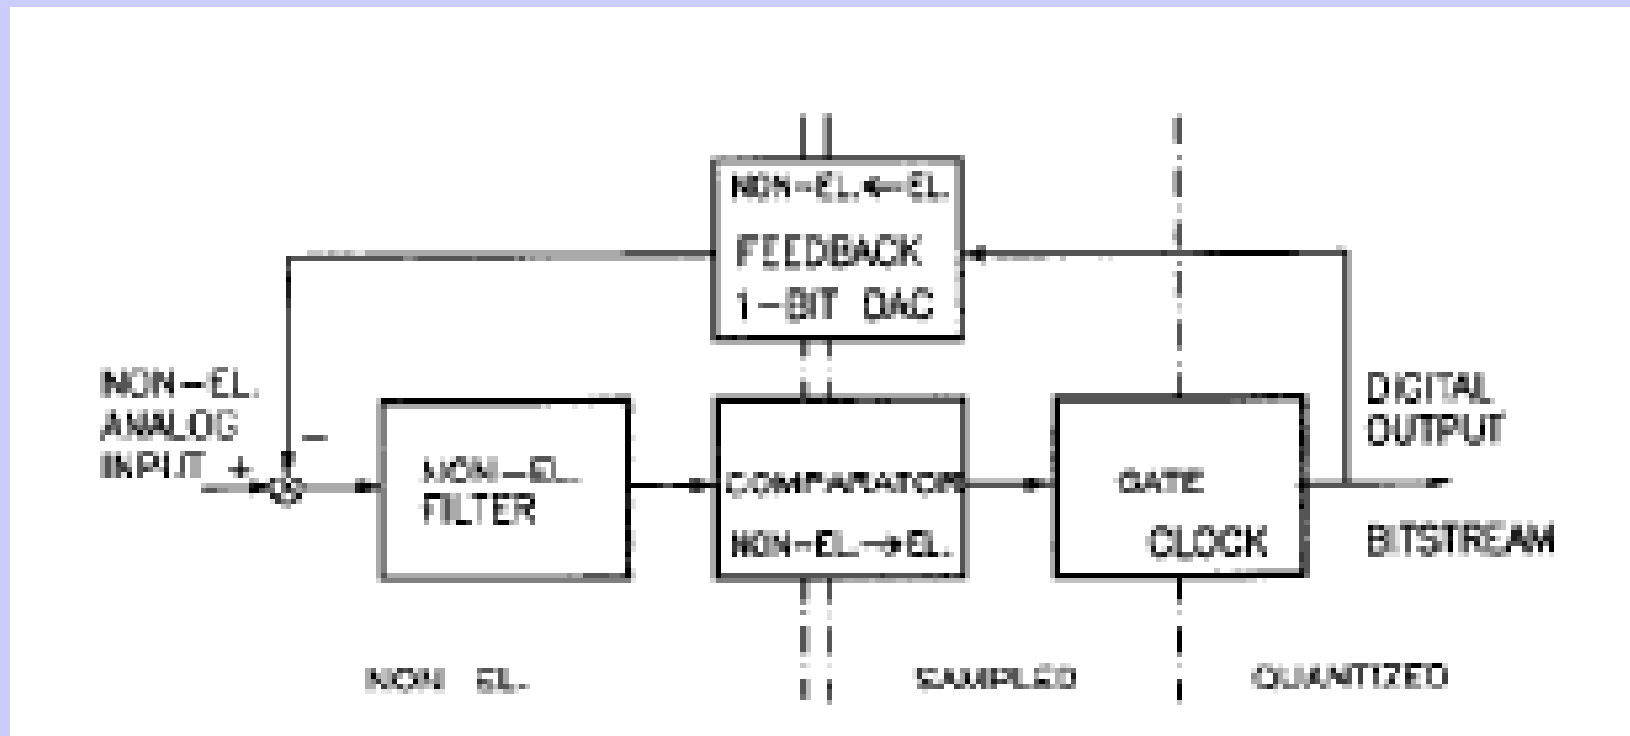 NON-EL.←EL.
FEEDBACK
1-BIT DAC
NON-EL.
ANALOG
INPUT +
−
NON-EL.
FILTER
COMPARATOR
NON-EL.→EL.
GATE
CLOCK
DIGITAL
OUTPUT
BITSTREAM
NON EL.
SAMPLED
QUANTIZED